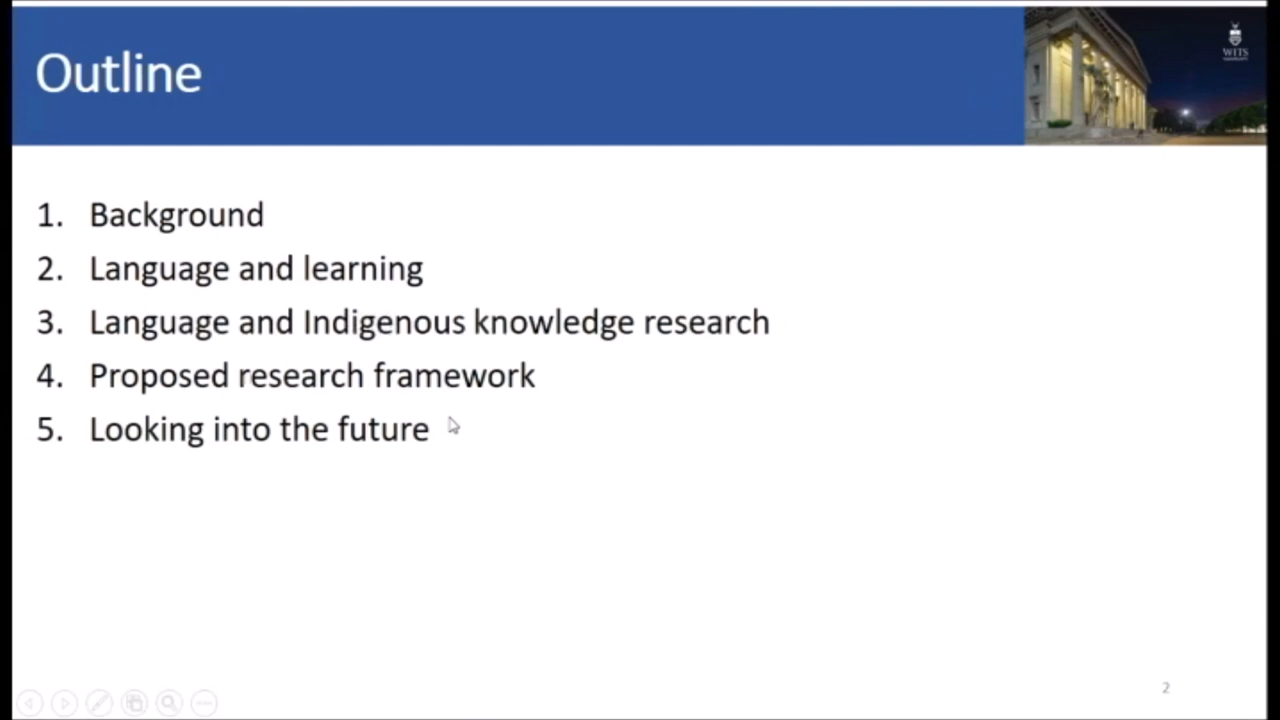 Outline
WITS
1. Background
2. Language and learning
3. Language and Indigenous knowledge research
4. Proposed research framework
5. Looking into the future
2